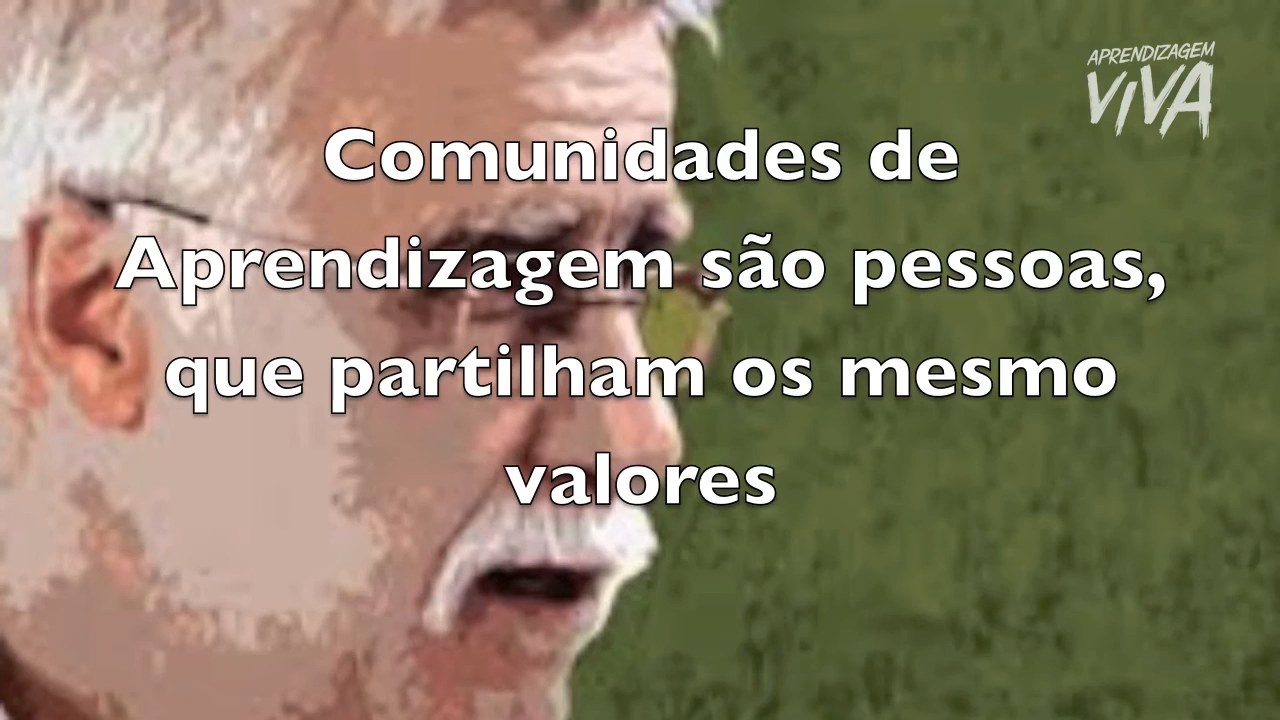 APRENDIZAGEM
ViVA
Comunidades de
Aprendizagem são pessoas,
que partilham os mesmo
valores